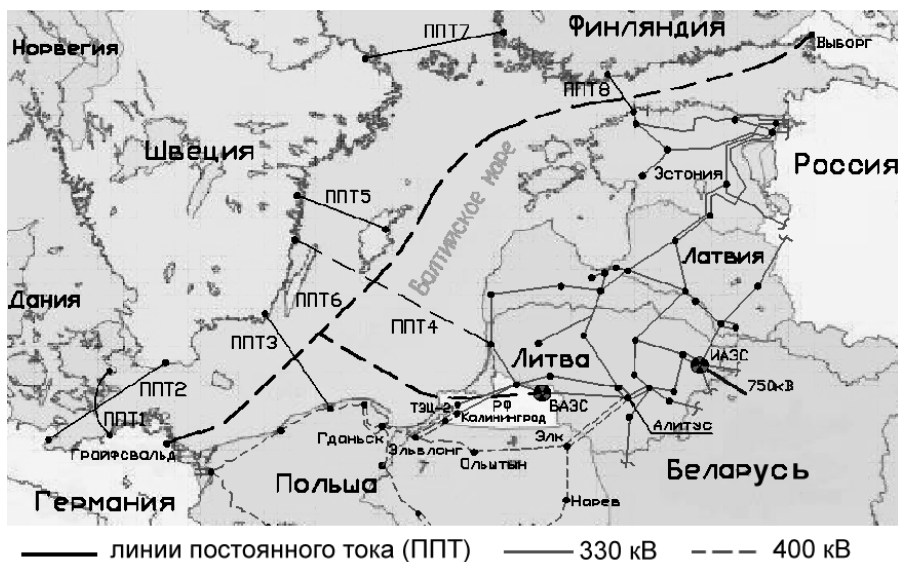 ППТ7
ФИНЛЯНДИЯ
Норвегия
Выборг
ППТ8
Швеция
Эстония
Россия
ППТ5
Балтийское море
ЛАТВИЯ
Дания
ППТ6
ППТ4
ППТ3
Литва
ИАЭС
ППТ2
750кВ
ППТ1
ТЭЦ-2
РФ
БАЭС
Калининград
Гданьск
Алитус
Грайфсвальд
Эльблонг
Элк
Ольштын
Польша
Беларусь
Германия
Нарев
линии постоянного тока (ППТ) 330 кВ 400 кВ